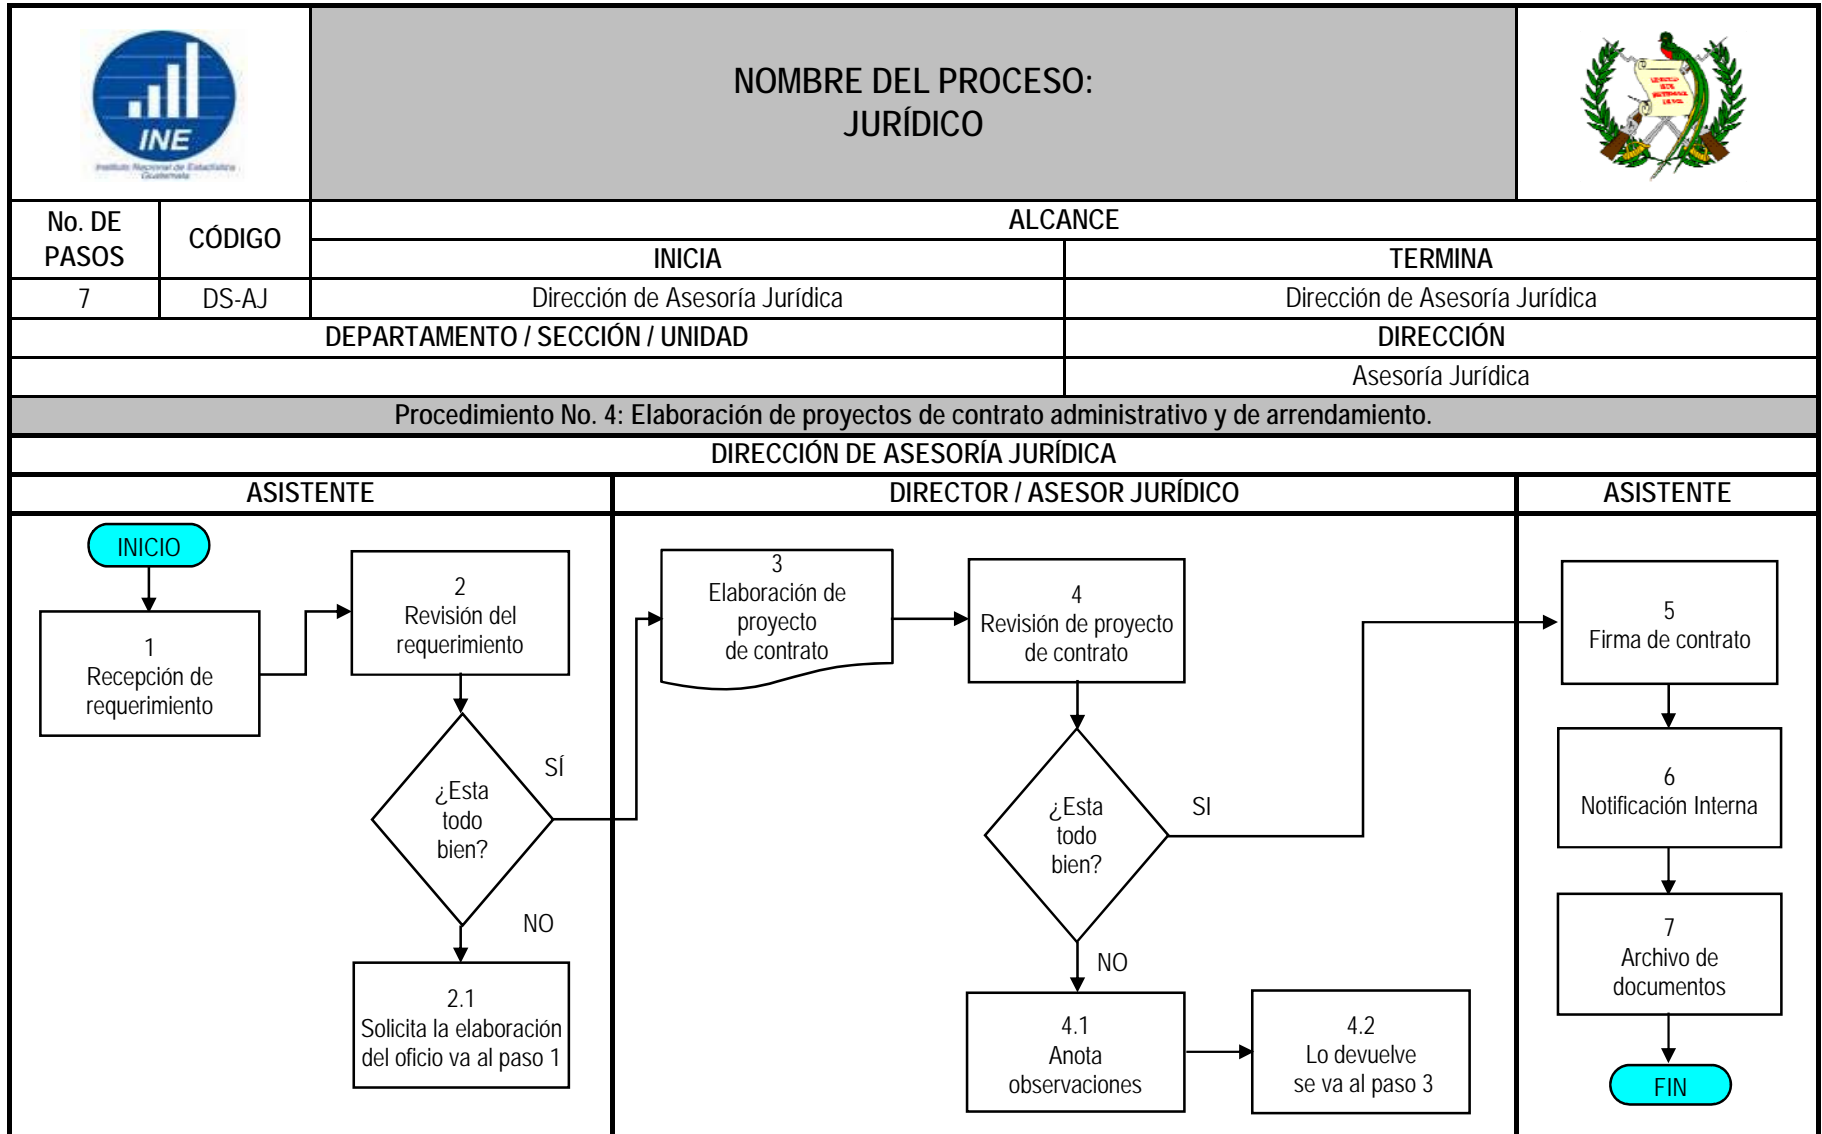 NOMBRE DEL PROCESO:
JURÍDICO
INE
Instituto Nacional de Estadística
Guatemala
No. DE
PASOS
CÓDIGO
ALCANCE
INICIA
TERMINA
7
DS-AJ
Dirección de Asesoría Jurídica
Dirección de Asesoría Jurídica
DEPARTAMENTO / SECCIÓN / UNIDAD
DIRECCIÓN
Asesoría Jurídica
Procedimiento No. 4: Elaboración de proyectos de contrato administrativo y de arrendamiento.
DIRECCIÓN DE ASESORÍA JURÍDICA
ASISTENTE
DIRECTOR / ASESOR JURÍDICO
ASISTENTE
INICIO
1
Recepción de
requerimiento
2
Revisión del
requerimiento
¿Esta
todo
bien?
SÍ
NO
2.1
Solicita la elaboración
del oficio va al paso 1
3
Elaboración de
proyecto
de contrato
4
Revisión de proyecto
de contrato
¿Esta
todo
bien?
SI
NO
4.1
Anota
observaciones
4.2
Lo devuelve
se va al paso 3
5
Firma de contrato
6
Notificación Interna
7
Archivo de
documentos
FIN